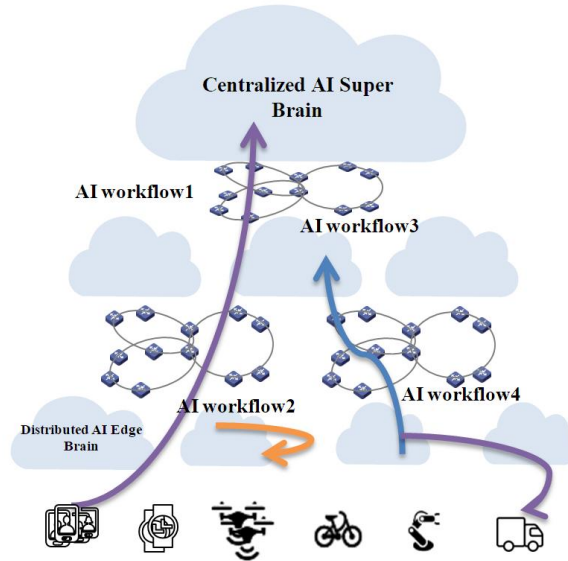 Centralized AI Super
Brain
AI workflow1
AI workflow3
AI workflow2
AI workflow4
Distributed AI Edge
Brain